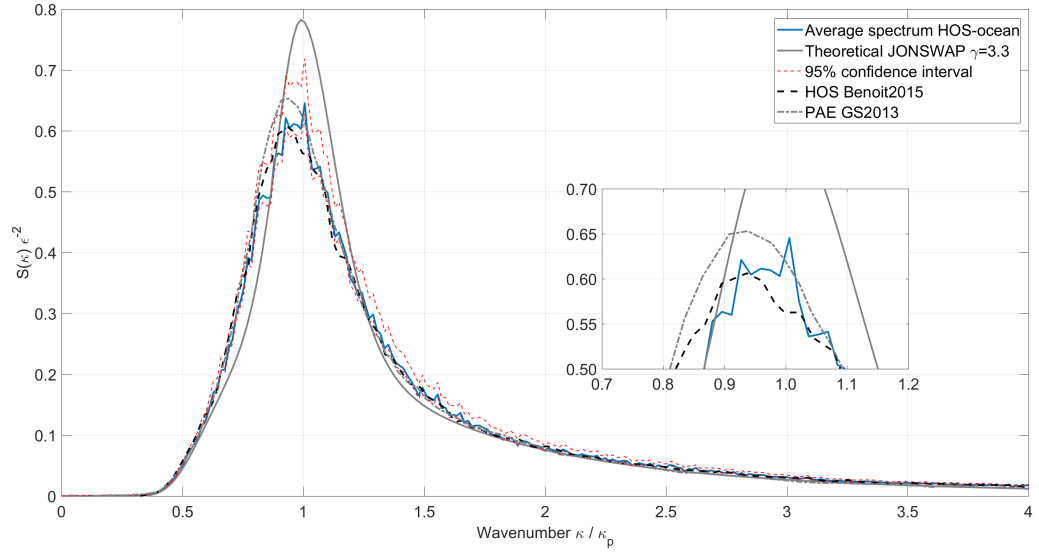 0.8
0.7
0.6
0.5
0.4
0.3
0.2
0.1
0
S(κ) ϵ^-2
Average spectrum HOS-ocean
Theoretical JONSWAP γ=3.3
95% confidence interval
HOS Benoit2015
PAE GS2013
0.70
0.65
0.60
0.55
0.50
0.7 0.8 0.9 1.0 1.1 1.2
0 0.5 1 1.5 2 2.5 3 3.5 4
Wavenumber κ / κ_p